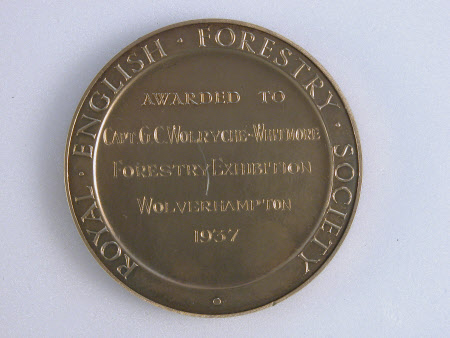 ROYAL · ENGLISH · FORESTRY · SOCIETY
AWARDED TO
CAPT. G.C. WOLRYCHE-WHITMORE
FORESTRY EXHIBITION
WOLVERHAMPTON
1937